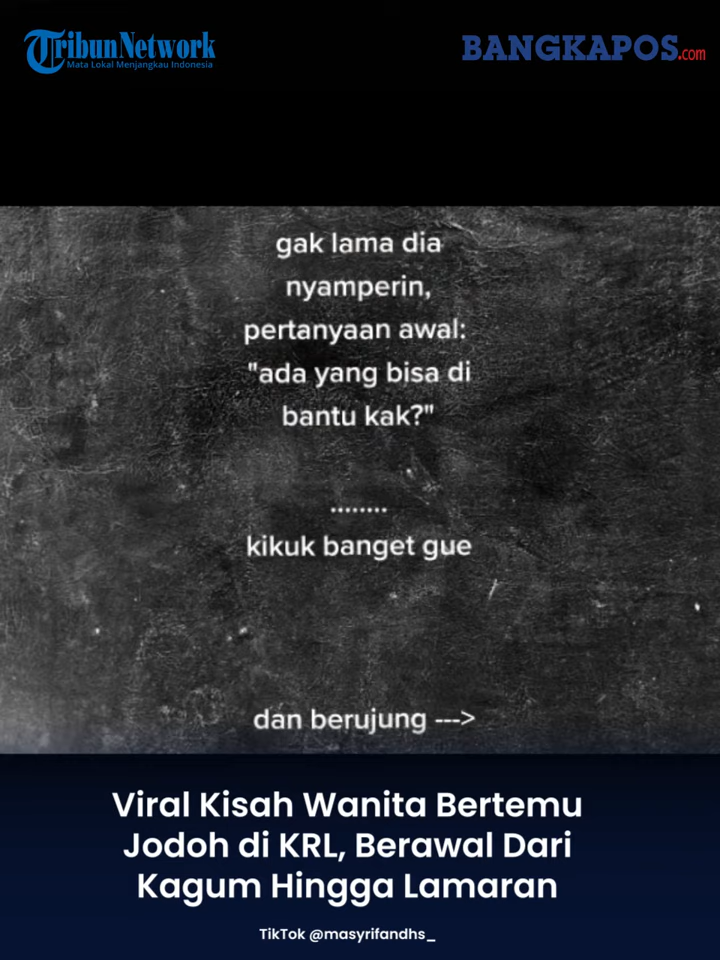 TribunNetwork
Mata Lokal Menjangkau Indonesia
BANGKAPOS.com
gak lama dia
nyamperin,
pertanyaan awal:
"ada yang bisa di
bantu kak?"
........
kikuk banget gue
dan berujung --->
Viral Kisah Wanita Bertemu
Jodoh di KRL, Berawal Dari
Kagum Hingga Lamaran
TikTok @masyrifandhs_